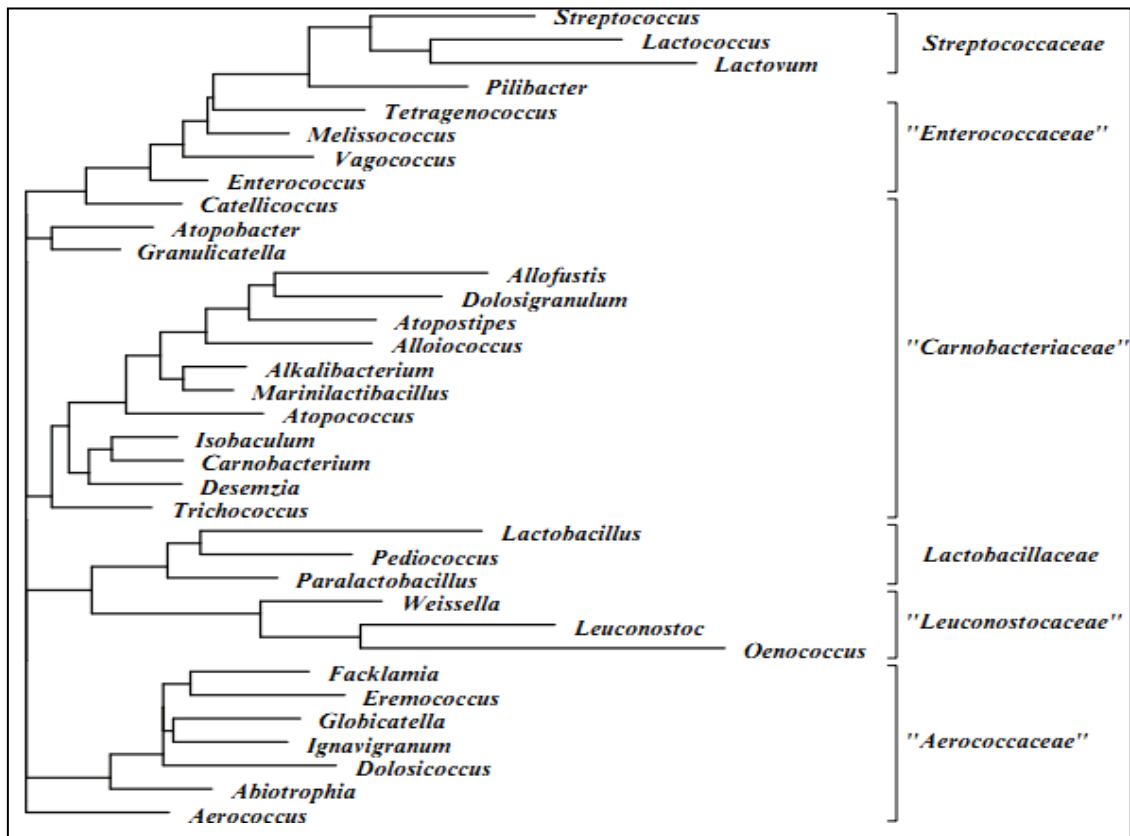 Streptococcus
Lactococcus
Streptococcaceae
Lactovum
Pilibacter
Tetragenococcus
Melissococcus
"Enterococcaceae"
Vagococcus
Enterococcus
Catellicoccus
Atopobacter
Granulicatella
Allofustis
Dolosigranulum
Atopostipes
Alloiococcus
"Carnobacteriaceae"
Alkalibacterium
Marinilactibacillus
Atopococcus
Isobaculum
Carnobacterium
Desemzia
Trichococcus
Lactobacillus
Pediococcus
Lactobacillaceae
Paralactobacillus
Weissella
"Leuconostocaceae"
Leuconostoc
Oenococcus
Facklamia
Eremococcus
Globicatella
Ignavigranum
"Aerococcaceae"
Dolosicoccus
Abiotrophia
Aerococcus